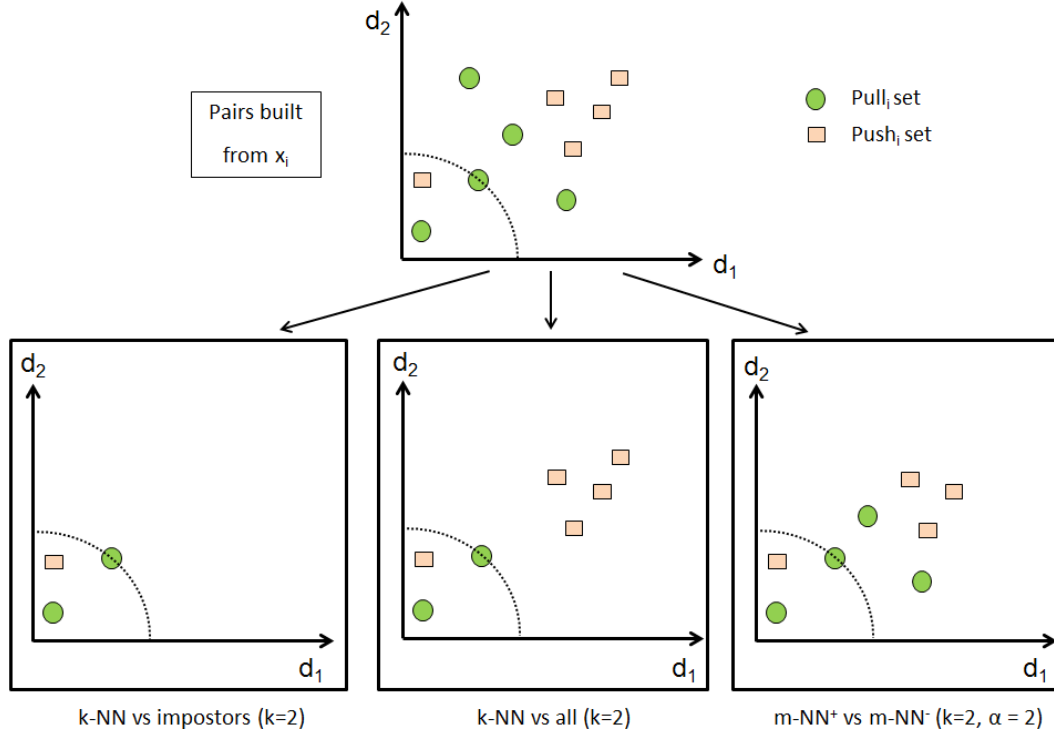 d₂
Pairs built
from xᵢ
Pullᵢ set
Pushᵢ set
d₁
d₂
d₁
d₂
d₁
d₂
d₁
k-NN vs impostors (k=2)
k-NN vs all (k=2)
m-NN⁺ vs m-NN⁻ (k=2, α = 2)